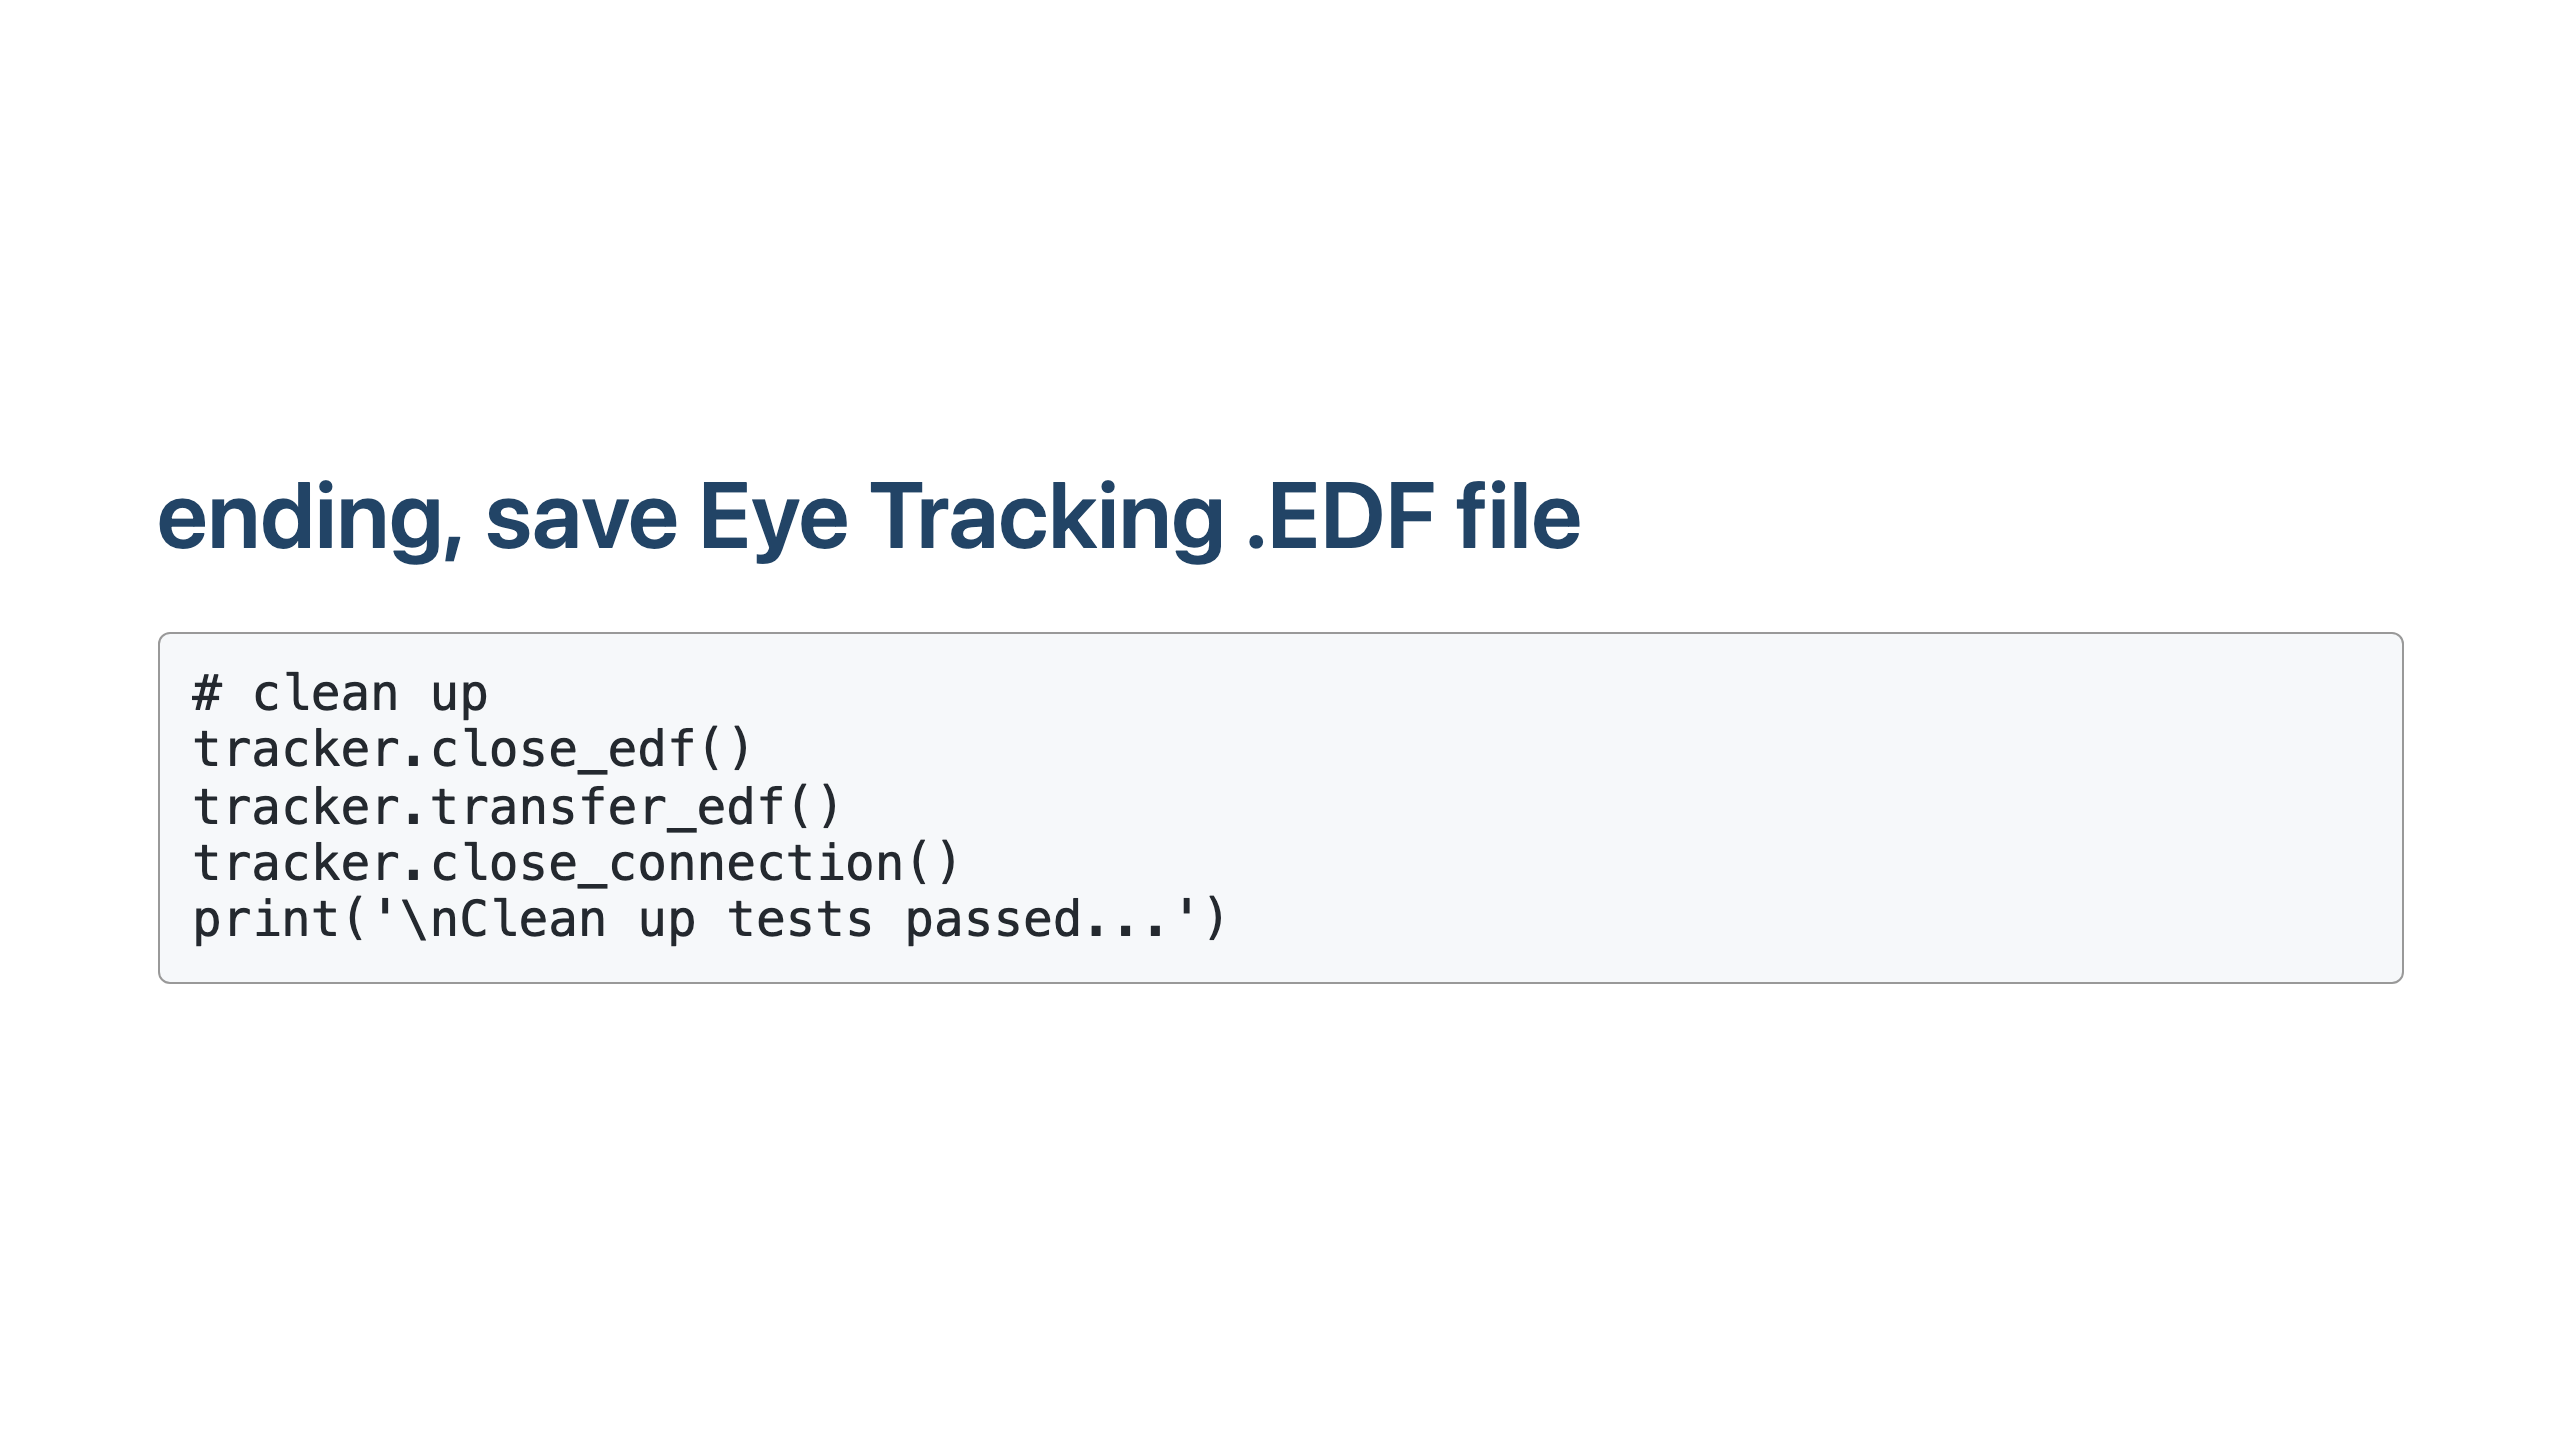 ending, save Eye Tracking .EDF file
# clean up
tracker.close_edf()
tracker.transfer_edf()
tracker.close_connection()
print('\nClean up tests passed...')